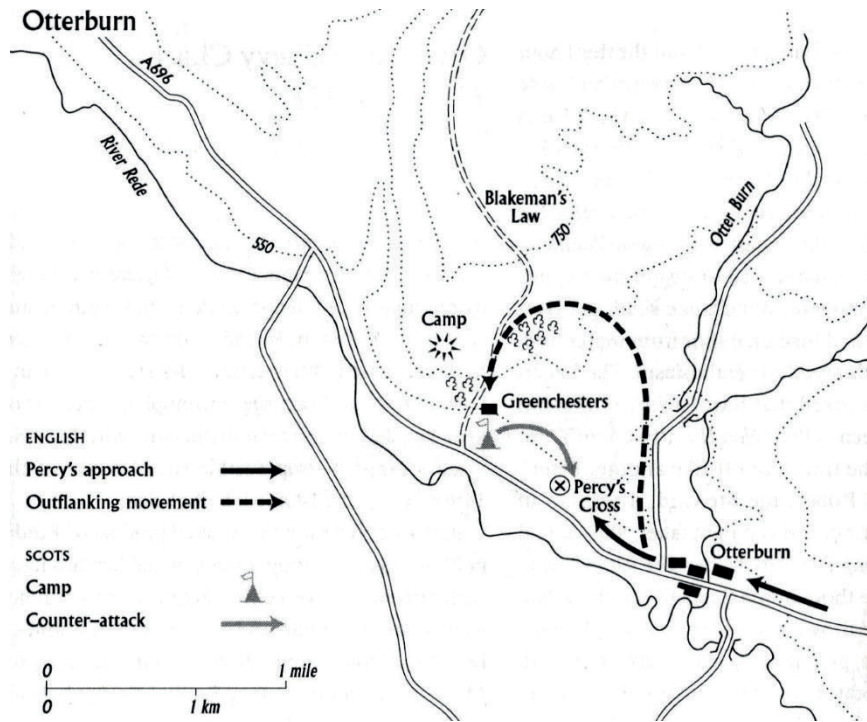 Otterburn
A696
River Rede
550
Blakeman's
Law
750
Otter Burn
Camp
Greenchesters
Percy's
Cross
Otterburn
ENGLISH
Percy's approach
Outflanking movement
SCOTS
Camp
Counter-attack
0 1 mile
0 1 km